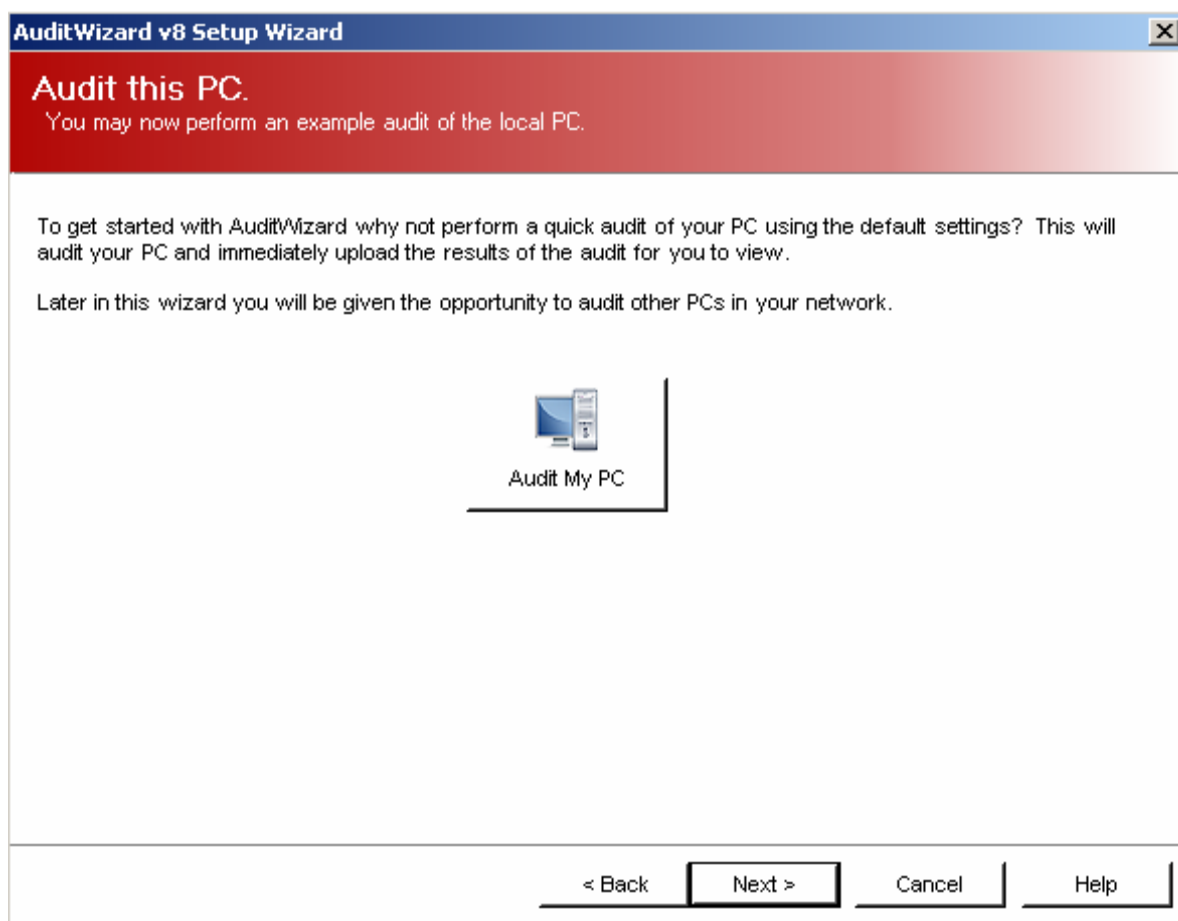 AuditWizard v8 Setup Wizard
Audit this PC.
You may now perform an example audit of the local PC.
To get started with AuditWizard why not perform a quick audit of your PC using the default settings? This will
audit your PC and immediately upload the results of the audit for you to view.
Later in this wizard you will be given the opportunity to audit other PCs in your network.
Audit My PC
< Back
Next >
Cancel
Help